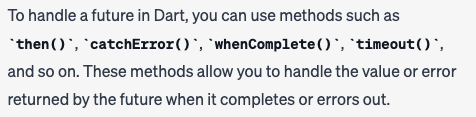 To handle a future in Dart, you can use methods such as
`then()`, `catchError()`, `whenComplete()`, `timeout()`,
and so on. These methods allow you to handle the value or error
returned by the future when it completes or errors out.